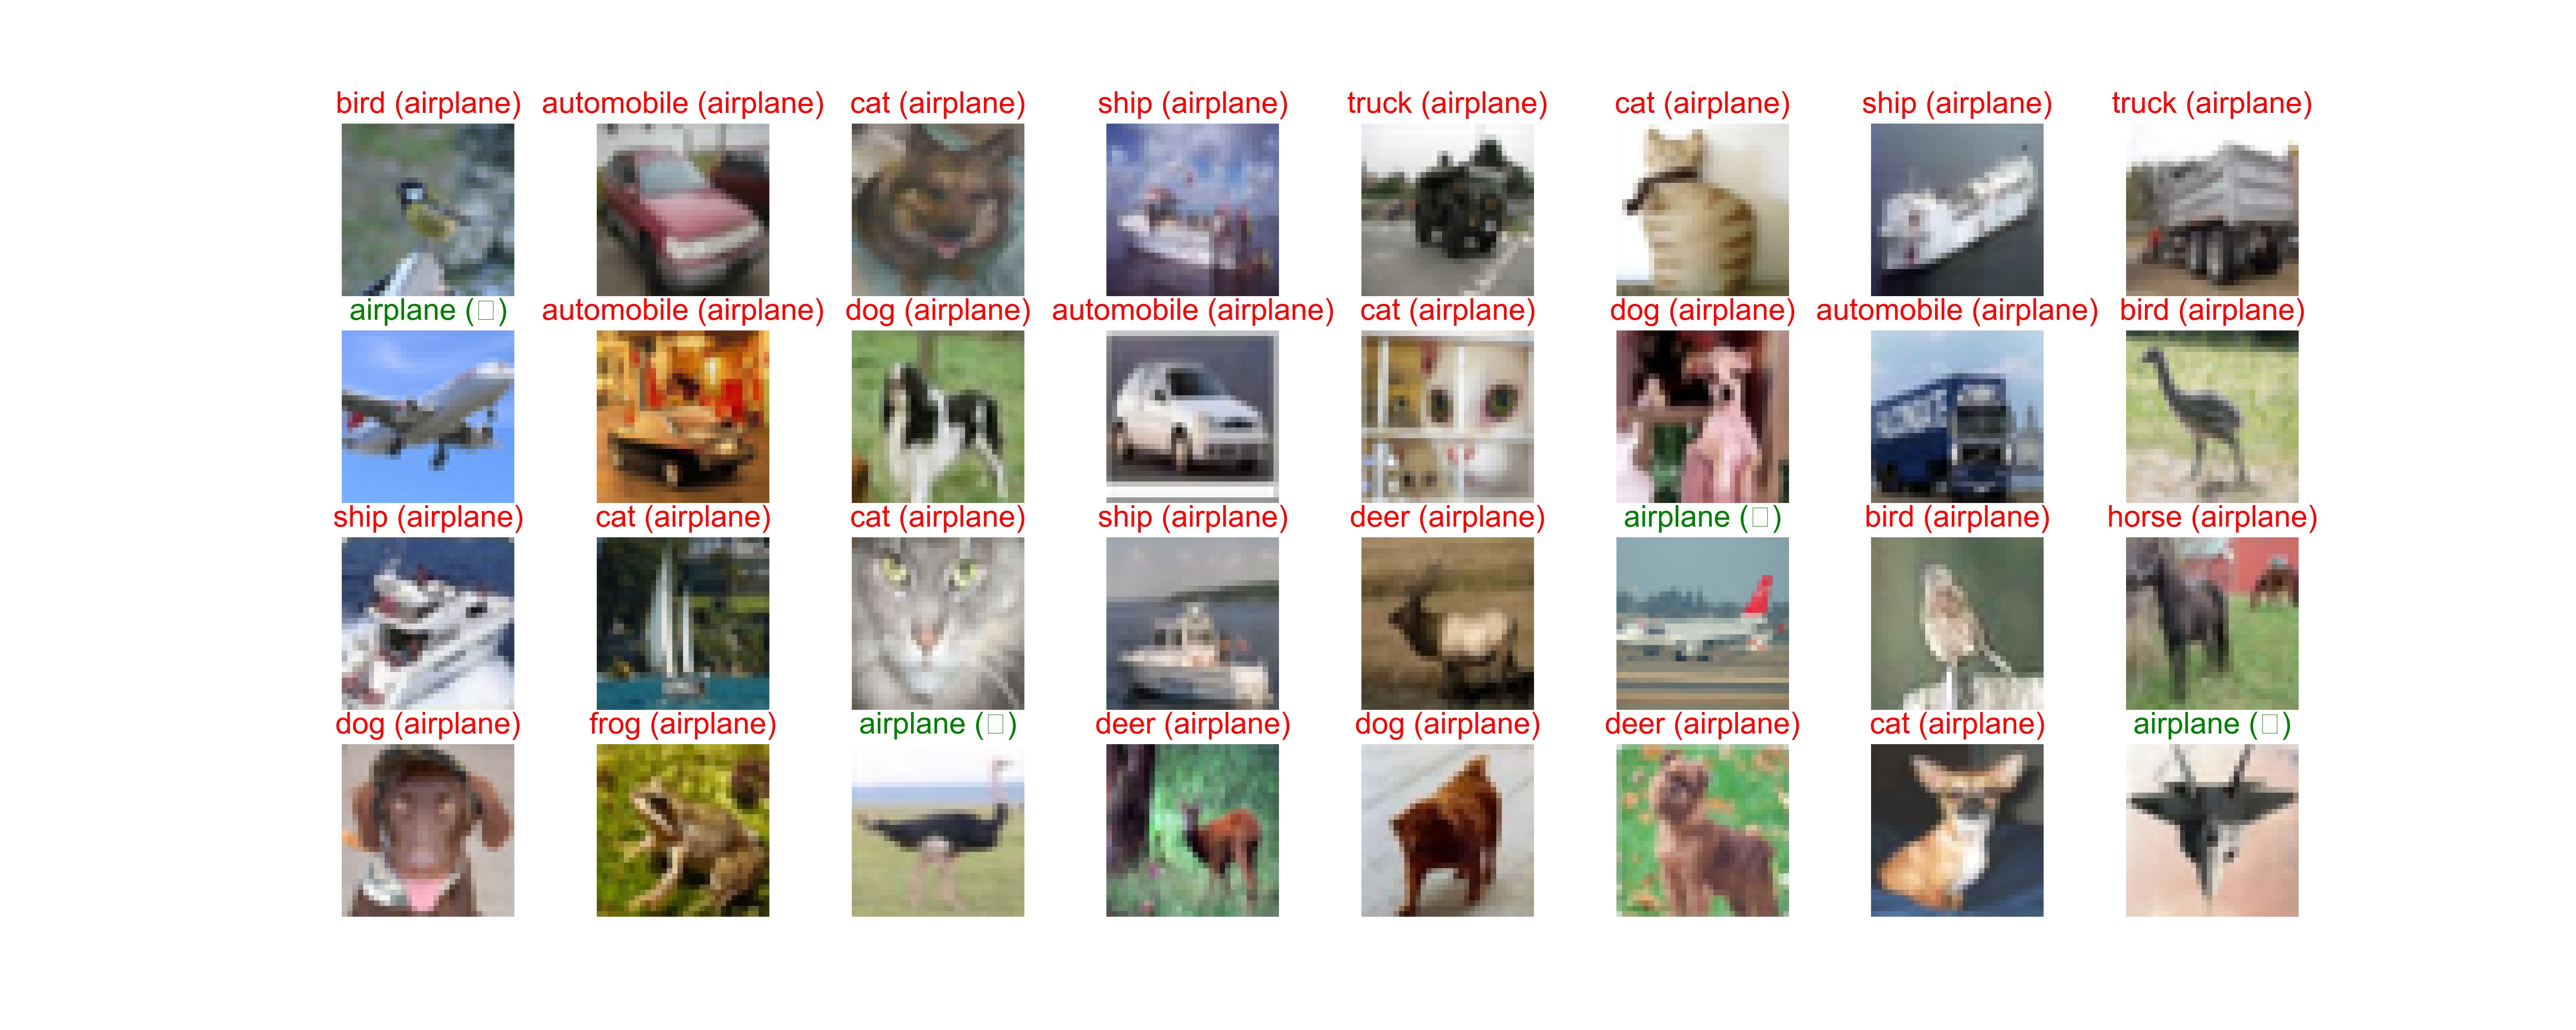 bird (airplane) automobile (airplane) cat (airplane) ship (airplane) truck (airplane) cat (airplane) ship (airplane) truck (airplane)
airplane (▯) automobile (airplane) dog (airplane) automobile (airplane) cat (airplane) dog (airplane) automobile (airplane) bird (airplane)
ship (airplane) cat (airplane) cat (airplane) ship (airplane) deer (airplane) airplane (▯) bird (airplane) horse (airplane)
dog (airplane) frog (airplane) airplane (▯) deer (airplane) dog (airplane) deer (airplane) cat (airplane) airplane (▯)